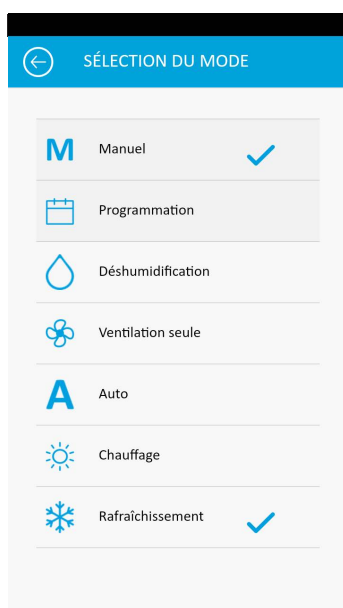 SÉLECTION DU MODE
M Manuel
Programmation
Déshumidification
Ventilation seule
A Auto
Chauffage
Rafraîchissement